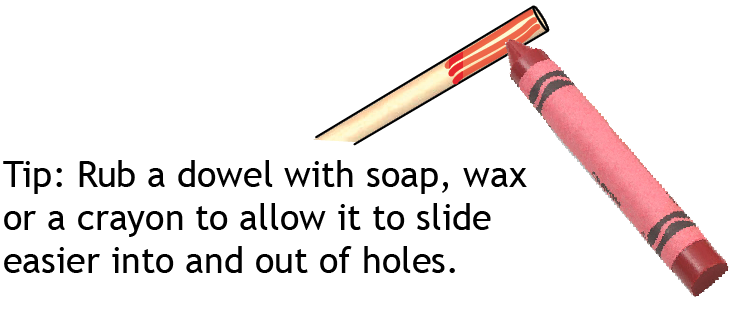 Tip: Rub a dowel with soap, wax
or a crayon to allow it to slide
easier into and out of holes.